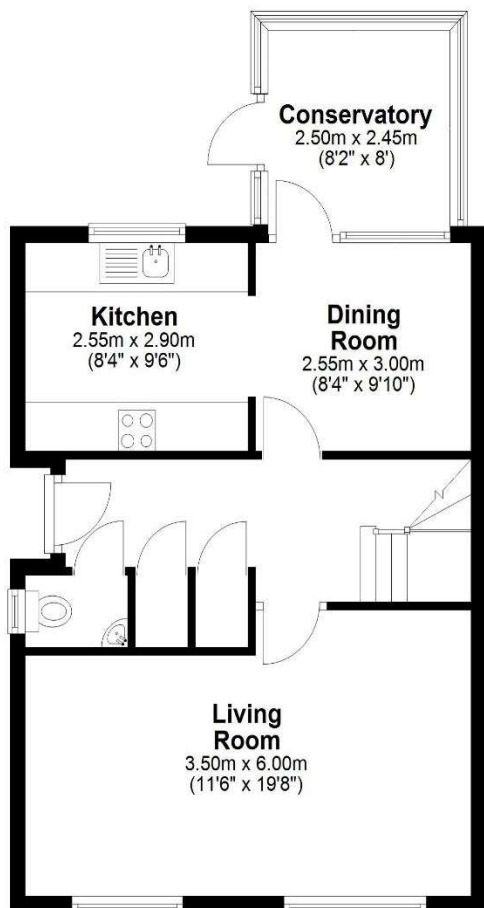 Conservatory
2.50m x 2.45m
(8'2" x 8')
Kitchen
2.55m x 2.90m
(8'4" x 9'6")
Dining
Room
2.55m x 3.00m
(8'4" x 9'10")
Living
Room
3.50m x 6.00m
(11'6" x 19'8")